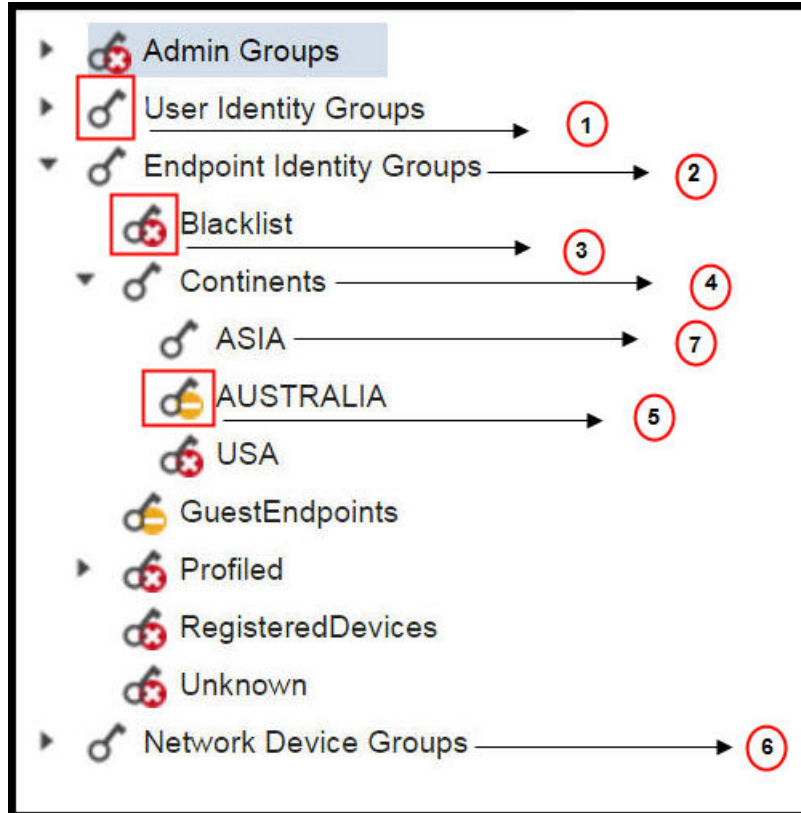 Admin Groups
User Identity Groups 1
Endpoint Identity Groups 2
Blacklist 3
Continents 4
ASIA 7
AUSTRALIA 5
USA
GuestEndpoints
Profiled
RegisteredDevices
Unknown
Network Device Groups 6